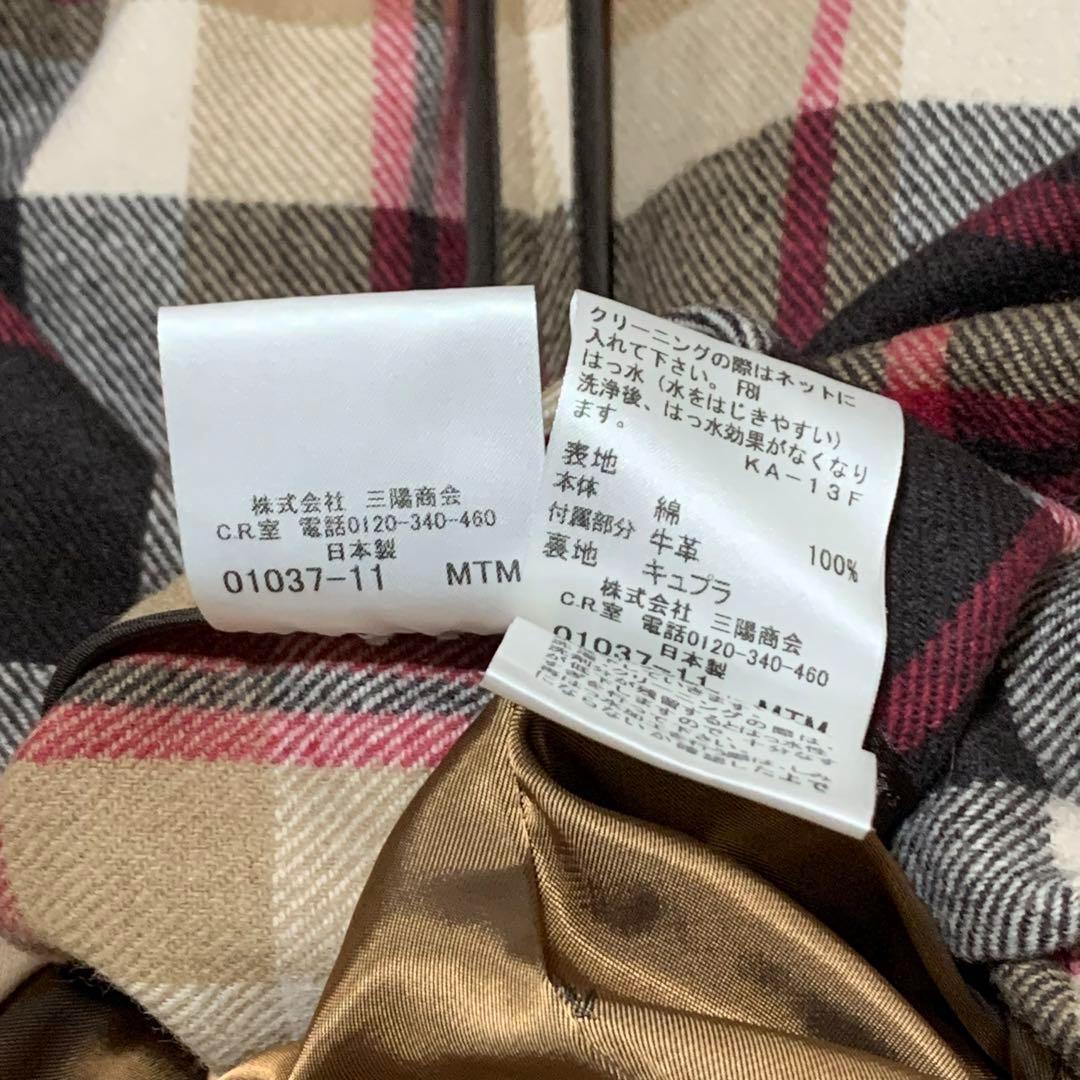 株式会社 三陽商会
C.R.室 電話0120-340-460
日本製
01037-11 MTM
クリーニングの際はネットに
入れて下さい。 F8I
はっ水（水をはじきやすい）
洗浄後、はっ水効果がなくなり
ます。
KA-13F
表地
本体 綿
付属部分 牛革 100%
裏地 キュプラ
株式会社 三陽商会
C.R.室 電話0120-340-460
日本製
01037-11 MTM